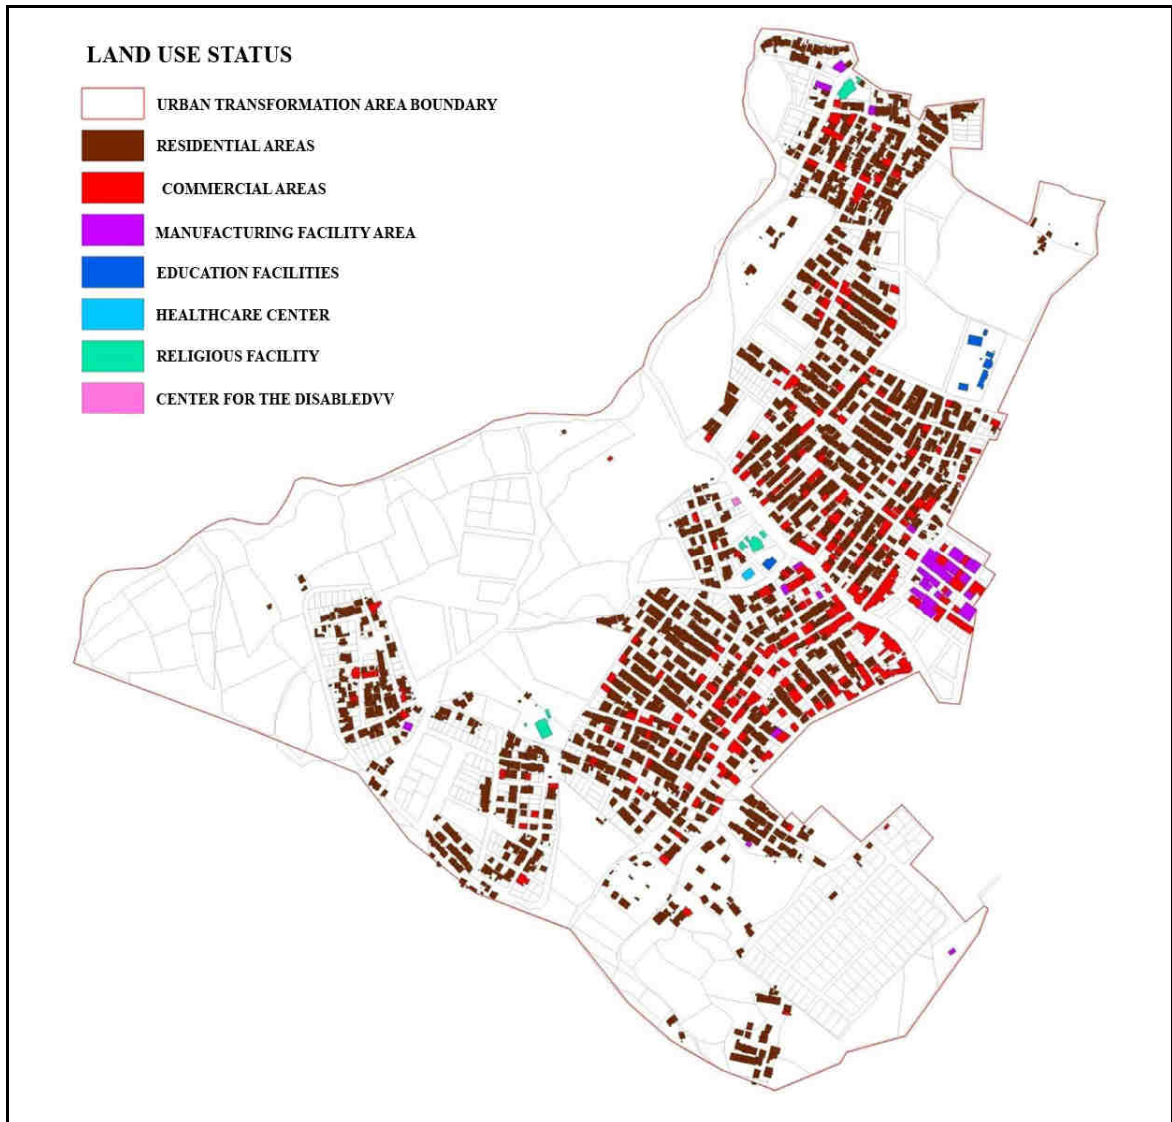 LAND USE STATUS
URBAN TRANSFORMATION AREA BOUNDARY
RESIDENTIAL AREAS
COMMERCIAL AREAS
MANUFACTURING FACILITY AREA
EDUCATION FACILITIES
HEALTHCARE CENTER
RELIGIOUS FACILITY
CENTER FOR THE DISABLEDVV